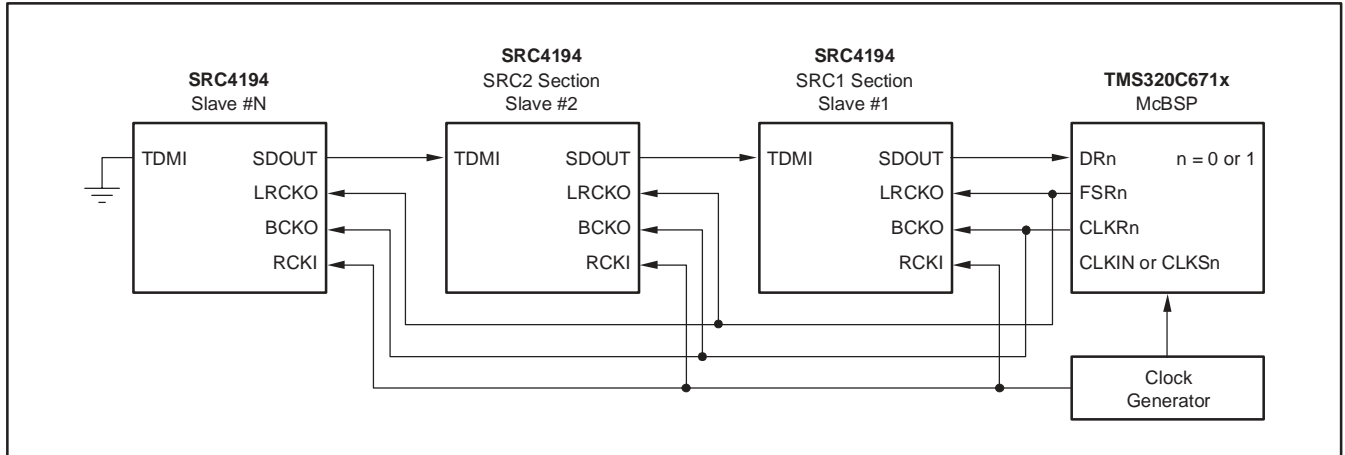 SRC4194
Slave #N
TDMI
SDOUT
LRCKO
BCKO
RCKI
SRC4194
SRC2 Section
Slave #2
TDMI
SDOUT
LRCKO
BCKO
RCKI
SRC4194
SRC1 Section
Slave #1
TDMI
SDOUT
LRCKO
BCKO
RCKI
TMS320C671x
McBSP
DRn
n = 0 or 1
FSRn
CLKRn
CLKIN or CLKSn
Clock
Generator